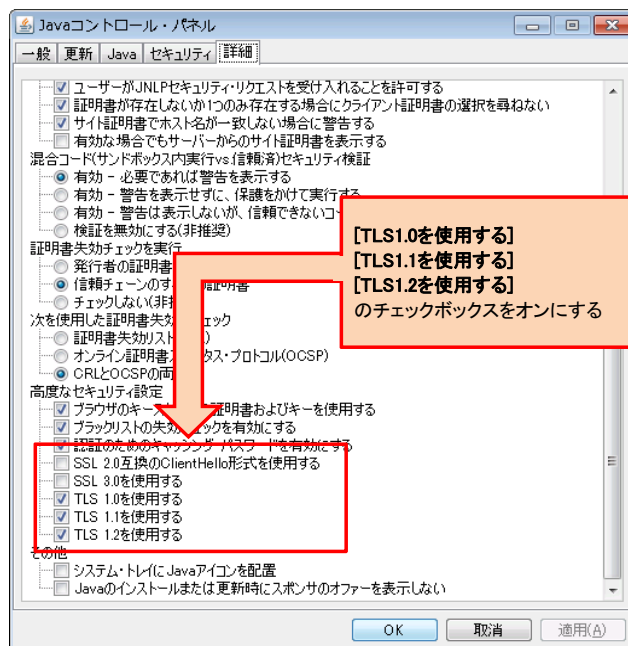 Javaコントロール・パネル
一般 更新 Java セキュリティ 詳細
ユーザーがJNLPセキュリティ・リクエストを受け入れることを許可する
証明書が存在しないか1つのみ存在する場合にクライアント証明書の選択を尋ねない
サイト証明書でホスト名が一致しない場合に警告する
有効な場合でもサーバーからのサイト証明書を表示する
混合コード(サンドボックス内実行vs.信頼済)セキュリティ検証
有効 - 必要であれば警告を表示する
有効 - 警告を表示せずに、保護をかけて実行する
有効 - 警告は表示しないが、信頼できないコー
検証を無効にする(非推奨)
証明書失効チェックを実行
発行者の証明書
信頼チェーンのす 証明書
チェックしない(非推
次を使用した証明書失効 ェック
証明書失効リスト )
オンライン証明書ス タス・プロトコル(OCSP)
CRLとOCSPの両
高度なセキュリティ設定
ブラウザのキースト 証明書およびキーを使用する
ブラックリストの失効 ェックを有効にする
認証のためのキャッシング・パスワードを有効にする
SSL 2.0互換のClientHello形式を使用する
SSL 3.0を使用する
TLS 1.0を使用する
TLS 1.1を使用する
TLS 1.2を使用する
その他
システム・トレイに Javaアイコンを配置
Javaのインストールまたは更新時にスポンサのオファーを表示しない
[TLS1.0を使用する]
[TLS1.1を使用する]
[TLS1.2を使用する]
のチェックボックスをオンにする
OK 取消 適用(A)